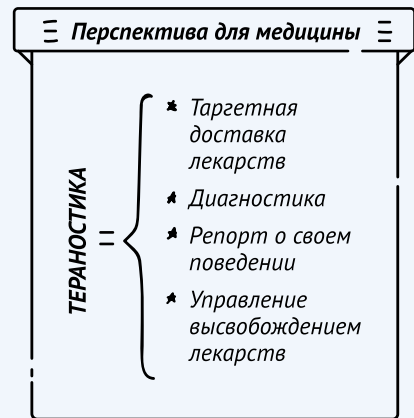 Перспектива для медицины
ТЕРАНОСТИКА
Таргетная
доставка
лекарств
Диагностика
Репорт о своем
поведении
Управление
высвобождением
лекарств